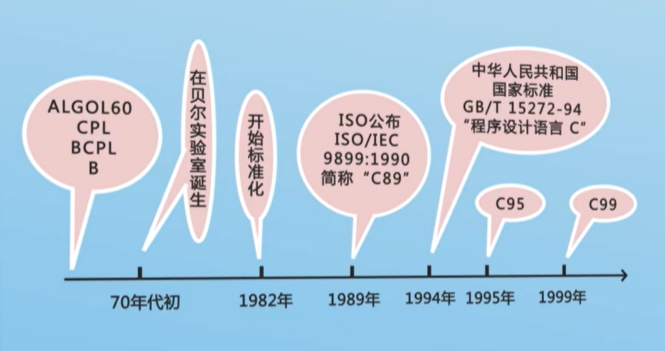 ALGOL60
CPL
BCPL
B
在贝尔实验室诞生
开始标准化
ISO公布
ISO/IEC
9899:1990
简称“C89”
中华人民共和国
国家标准
GB/T 15272-94
“程序设计语言 C“
C95
C99
70年代初
1982年
1989年
1994年
1995年
1999年